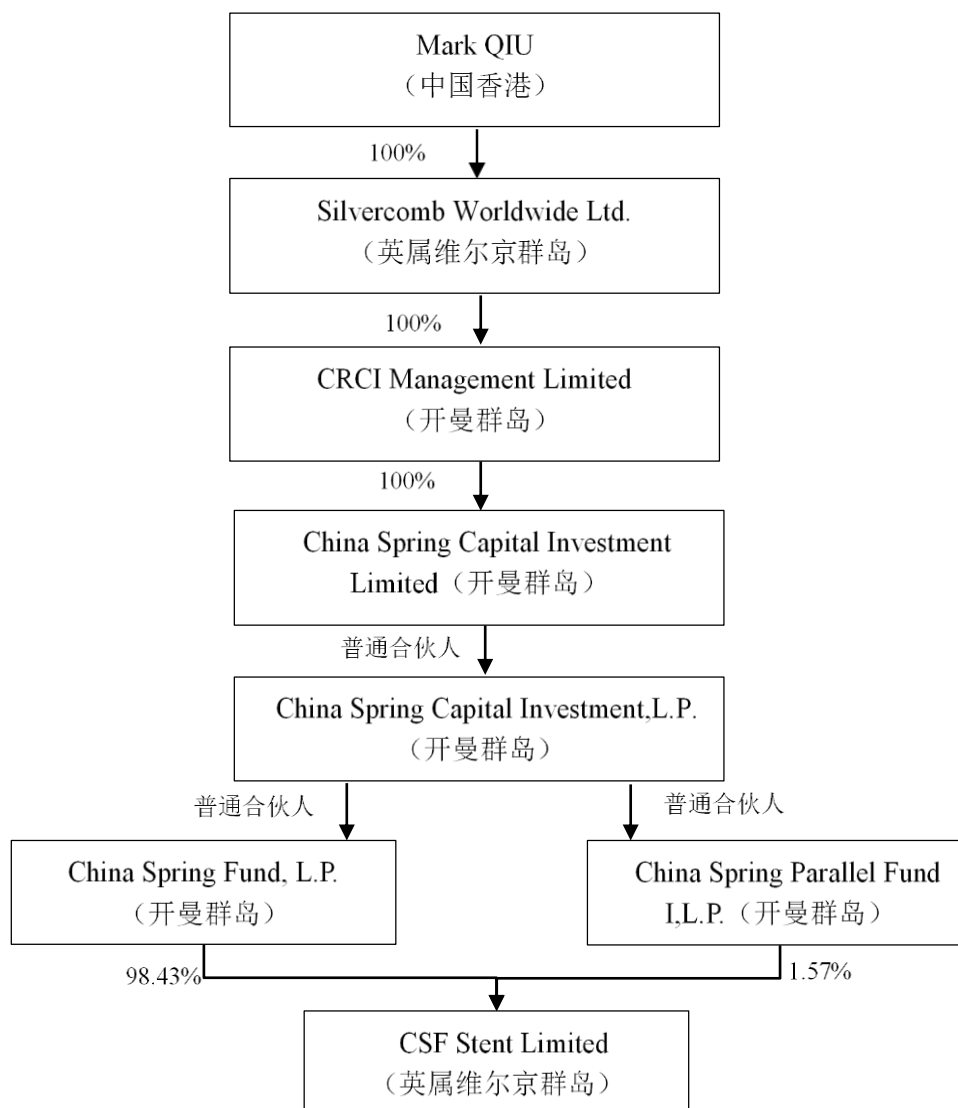 Mark QIU
（中国香港）
100%
Silvercomb Worldwide Ltd.
（英属维尔京群岛）
100%
CRCI Management Limited
（开曼群岛）
100%
China Spring Capital Investment
Limited（开曼群岛）
普通合伙人
China Spring Capital Investment,L.P.
（开曼群岛）
普通合伙人
普通合伙人
China Spring Fund, L.P.
（开曼群岛）
China Spring Parallel Fund
I,L.P.（开曼群岛）
98.43%
1.57%
CSF Stent Limited
（英属维尔京群岛）